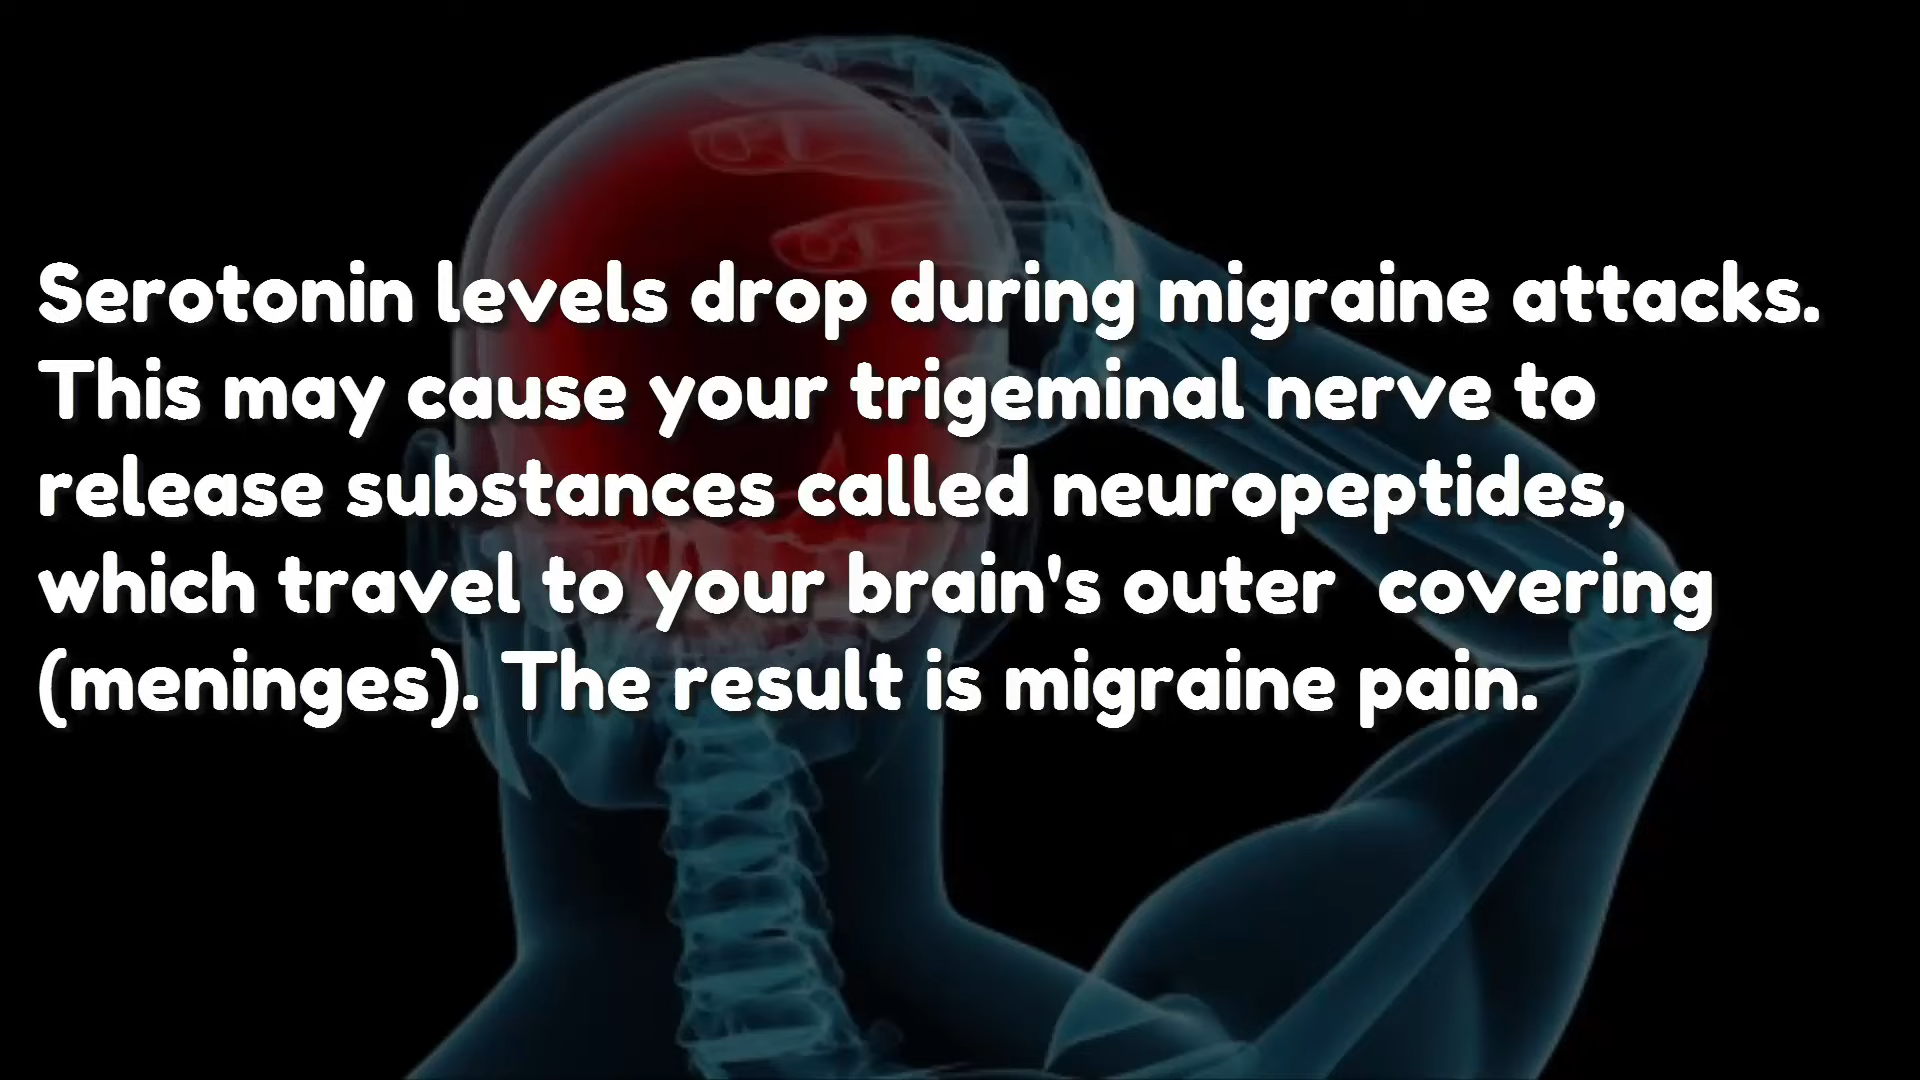 Serotonin levels drop during migraine attacks.
This may cause your trigeminal nerve to
release substances called neuropeptides,
which travel to your brain's outer  covering
(meninges). The result is migraine pain.